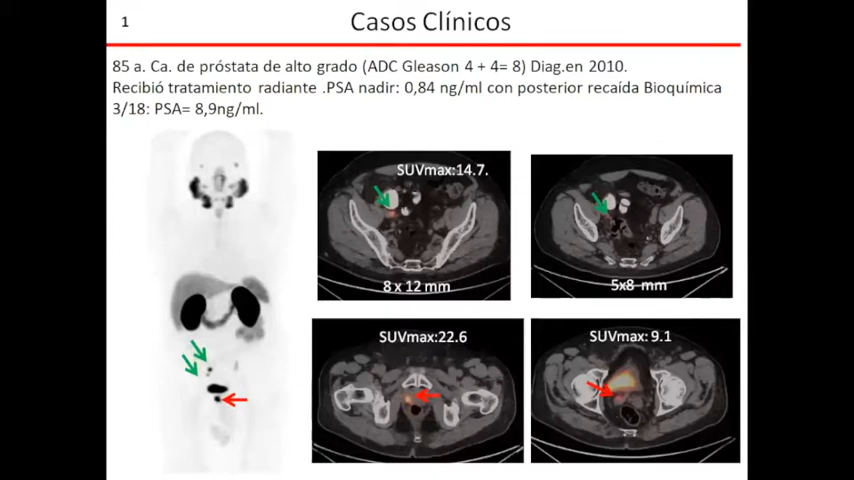 1
Casos Clínicos
85 a. Ca. de próstata de alto grado (ADC Gleason 4 + 4= 8) Diag.en 2010.
Recibió tratamiento radiante .PSA nadir: 0,84 ng/ml con posterior recaída Bioquímica
3/18: PSA= 8,9ng/ml.
SUVmax:14.7.
8 x 12 mm
5x8 mm
SUVmax:22.6
SUVmax: 9.1